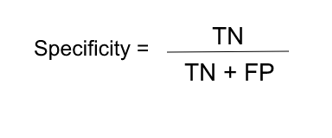 TN
Specificity =
TN + FP